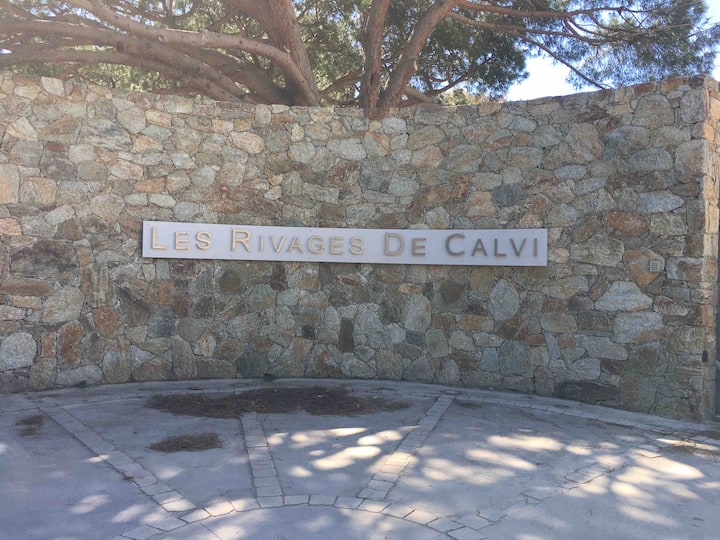 LES RIVAGES DE CALVI